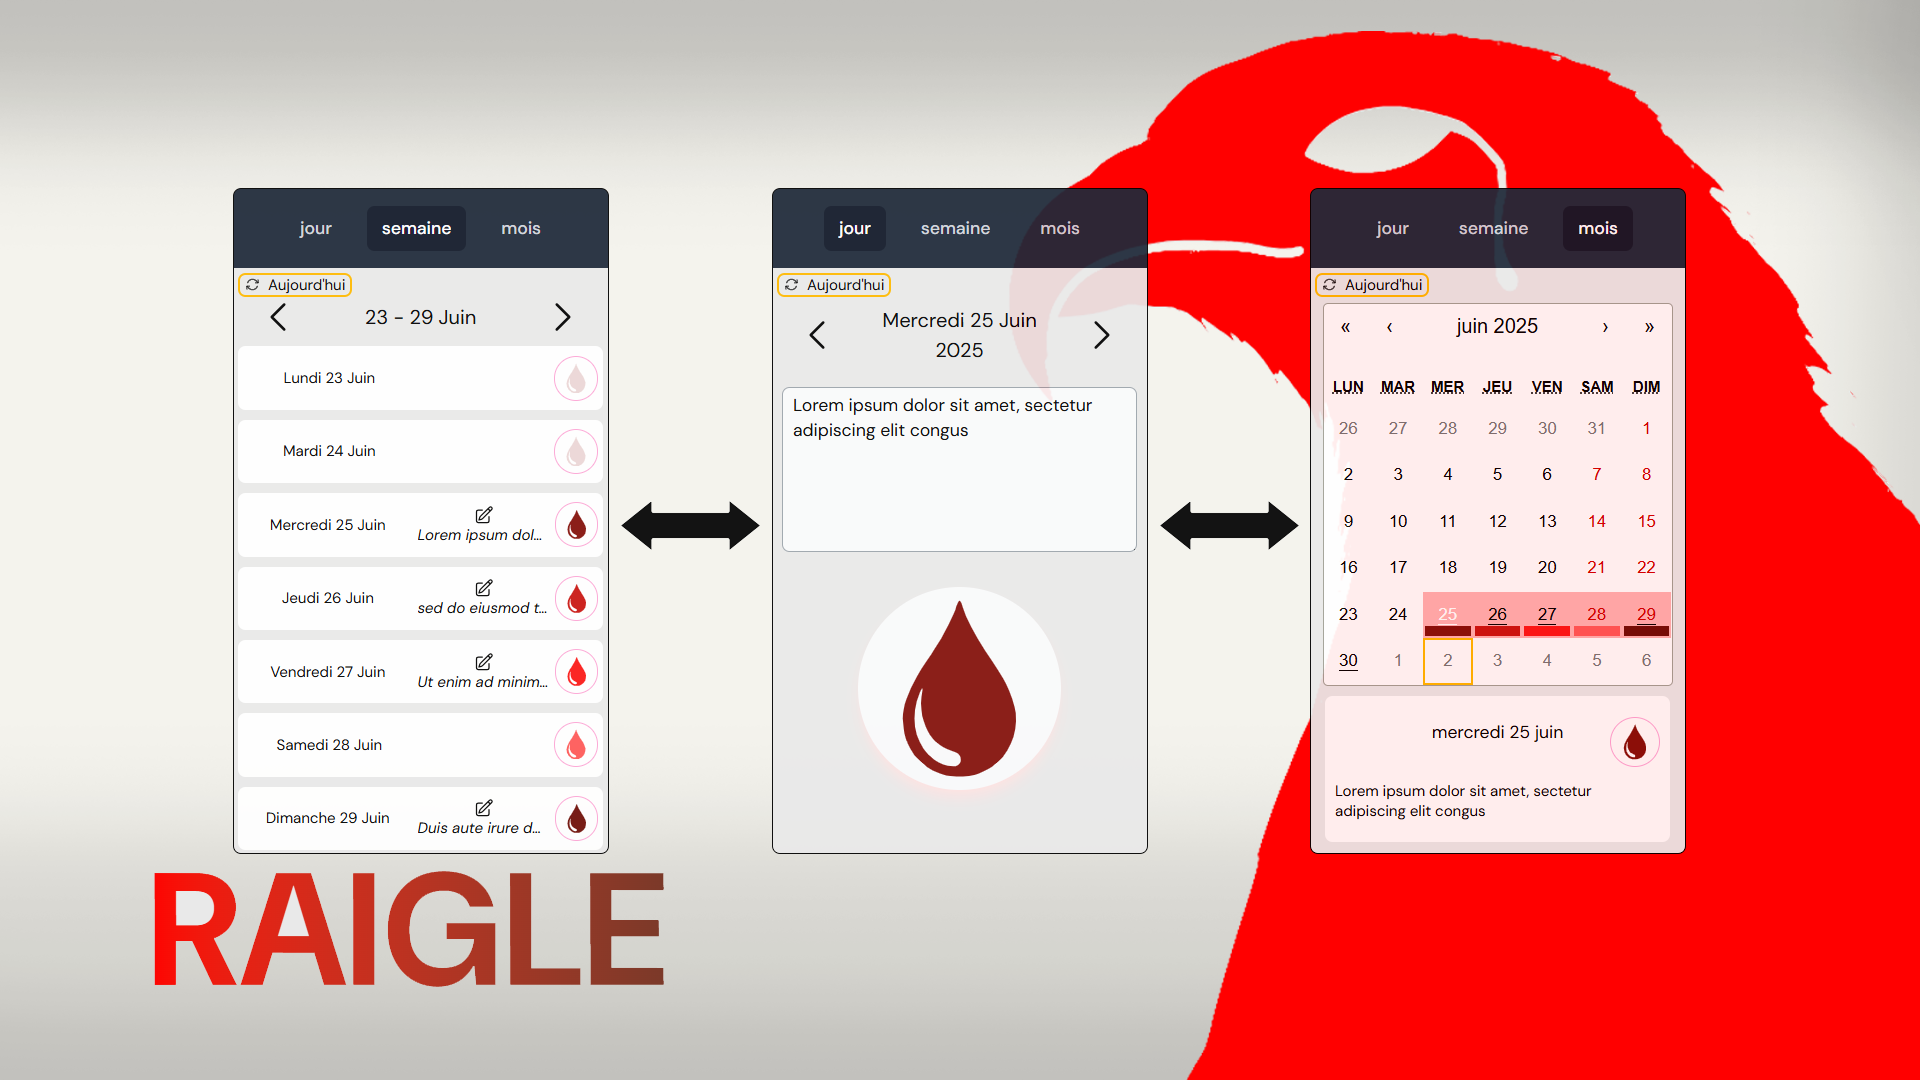 jour semaine mois
Aujourd'hui
23 - 29 Juin
Lundi 23 Juin
Mardi 24 Juin
Mercredi 25 Juin
Lorem ipsum dol...
Jeudi 26 Juin
sed do eiusmod t...
Vendredi 27 Juin
Ut enim ad minim...
Samedi 28 Juin
Dimanche 29 Juin
Duis aute irure d...
jour semaine mois
Aujourd'hui
Mercredi 25 Juin
2025
Lorem ipsum dolor sit amet, sectetur
adipiscing elit congus
jour semaine mois
Aujourd'hui
« ‹ juin 2025 › »
LUN MAR MER JEU VEN SAM DIM
26 27 28 29 30 31 1
2 3 4 5 6 7 8
9 10 11 12 13 14 15
16 17 18 19 20 21 22
23 24 25 26 27 28 29
30 1 2 3 4 5 6
mercredi 25 juin
Lorem ipsum dolor sit amet, sectetur
adipiscing elit congus
RAIGLE